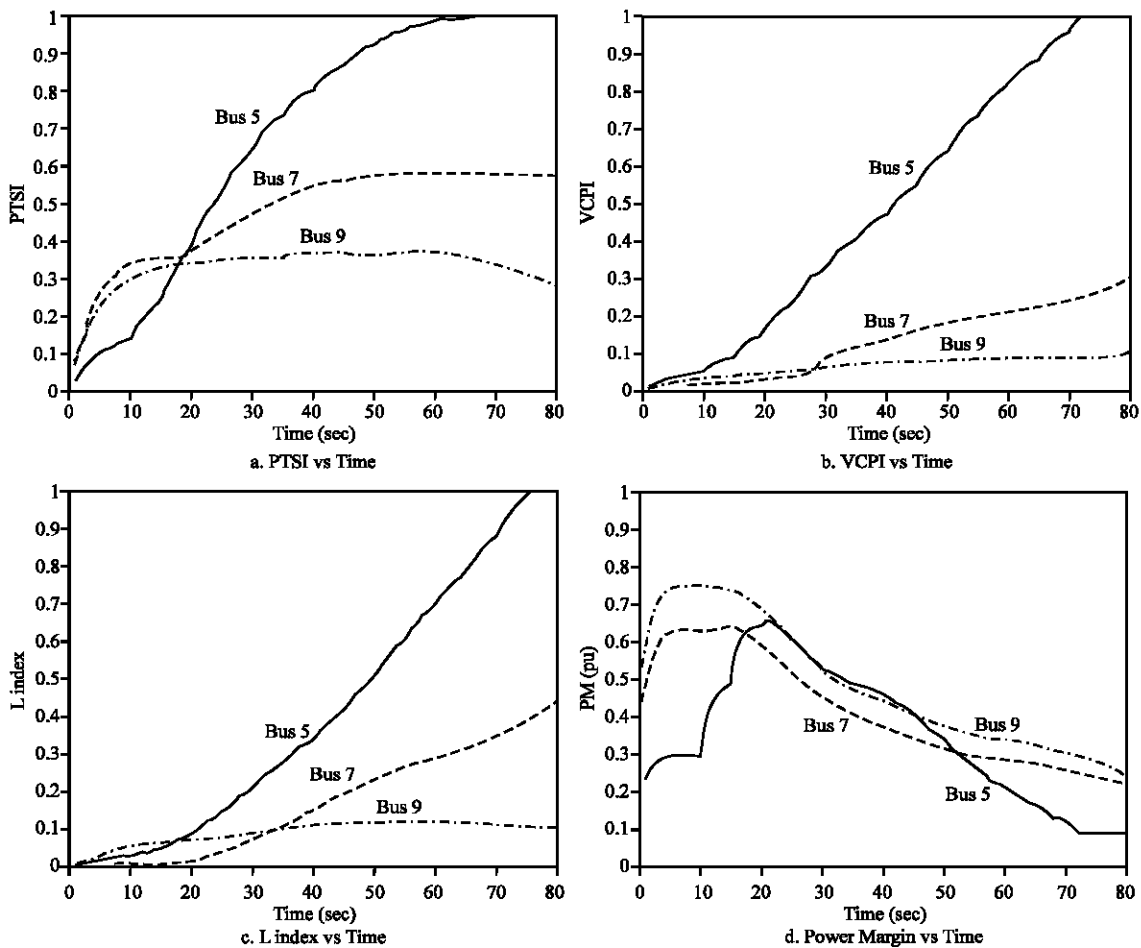 1
0.9
0.8
0.7
0.6
0.5
0.4
0.3
0.2
0.1
0
PTSI
Bus 5
Bus 7
Bus 9
0 10 20 30 40 50 60 70 80
Time (sec)
a. PTSI vs Time
1
0.9
0.8
0.7
0.6
0.5
0.4
0.3
0.2
0.1
0
VCPI
Bus 5
Bus 7
Bus 9
0 10 20 30 40 50 60 70 80
Time (sec)
b. VCPI vs Time
1
0.9
0.8
0.7
0.6
0.5
0.4
0.3
0.2
0.1
0
L index
Bus 5
Bus 7
Bus 9
0 10 20 30 40 50 60 70 80
Time (sec)
c. L index vs Time
1
0.9
0.8
0.7
0.6
0.5
0.4
0.3
0.2
0.1
0
PM (pu)
Bus 9
Bus 7
Bus 5
0 10 20 30 40 50 60 70 80
Time (sec)
d. Power Margin vs Time